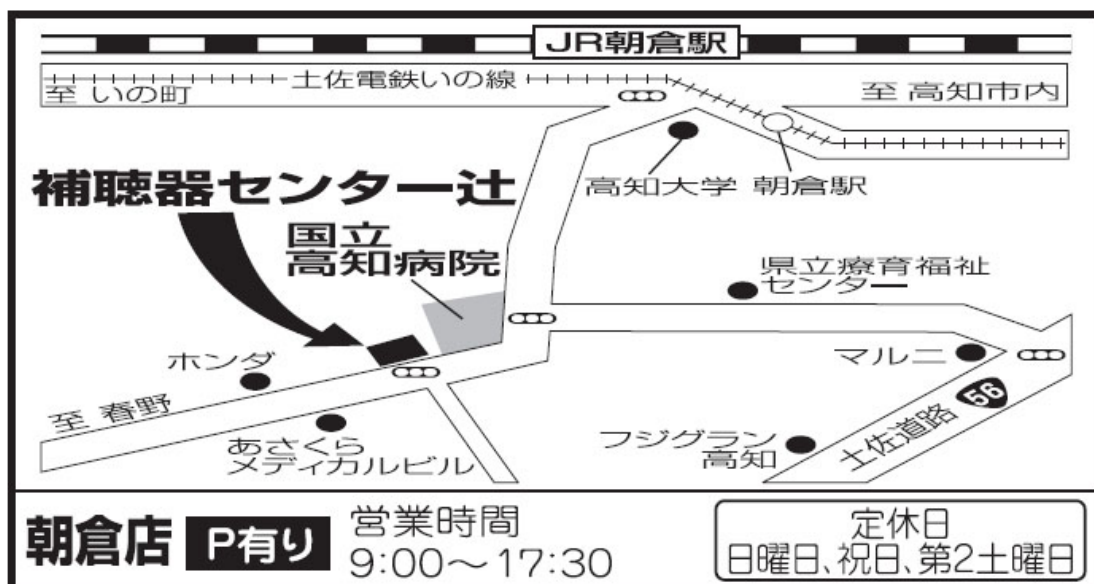 JR朝倉駅
土佐電鉄いの線
至 いの町
至 高知市内
高知大学
朝倉駅
補聴器センター辻
国立
高知病院
県立療育福祉
センター
ホンダ
マルニ
至 春野
56
土佐道路
あさくら
メディカルビル
フジグラン
高知
朝倉店
P有り
営業時間
9:00〜17:30
定休日
日曜日、祝日、第2土曜日